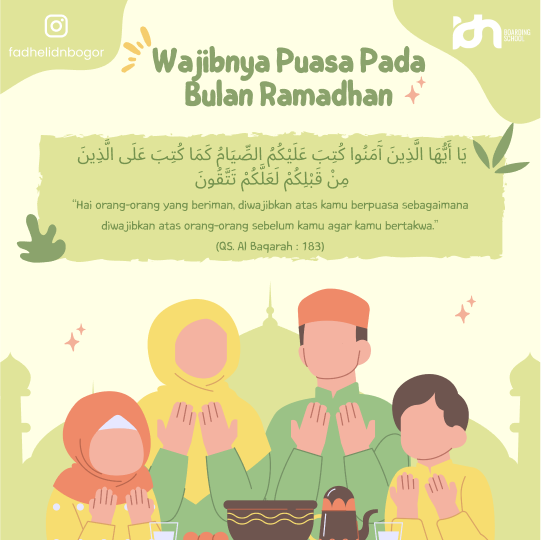 fadhelidnbogor
idn
BOARDING
SCHOOL
Wajibnya Puasa Pada
Bulan Ramadhan
يَا أَيُّهَا الَّذِينَ آَمَنُوا كُتِبَ عَلَيْكُمُ الصِّيَامُ كَمَا كُتِبَ عَلَى الَّذِينَ
مِنْ قَبْلِكُمْ لَعَلَّكُمْ تَتَّقُونَ
“Hai orang-orang yang beriman, diwajibkan atas kamu berpuasa sebagaimana
diwajibkan atas orang-orang sebelum kamu agar kamu bertakwa.”
(QS. Al Baqarah : 183)